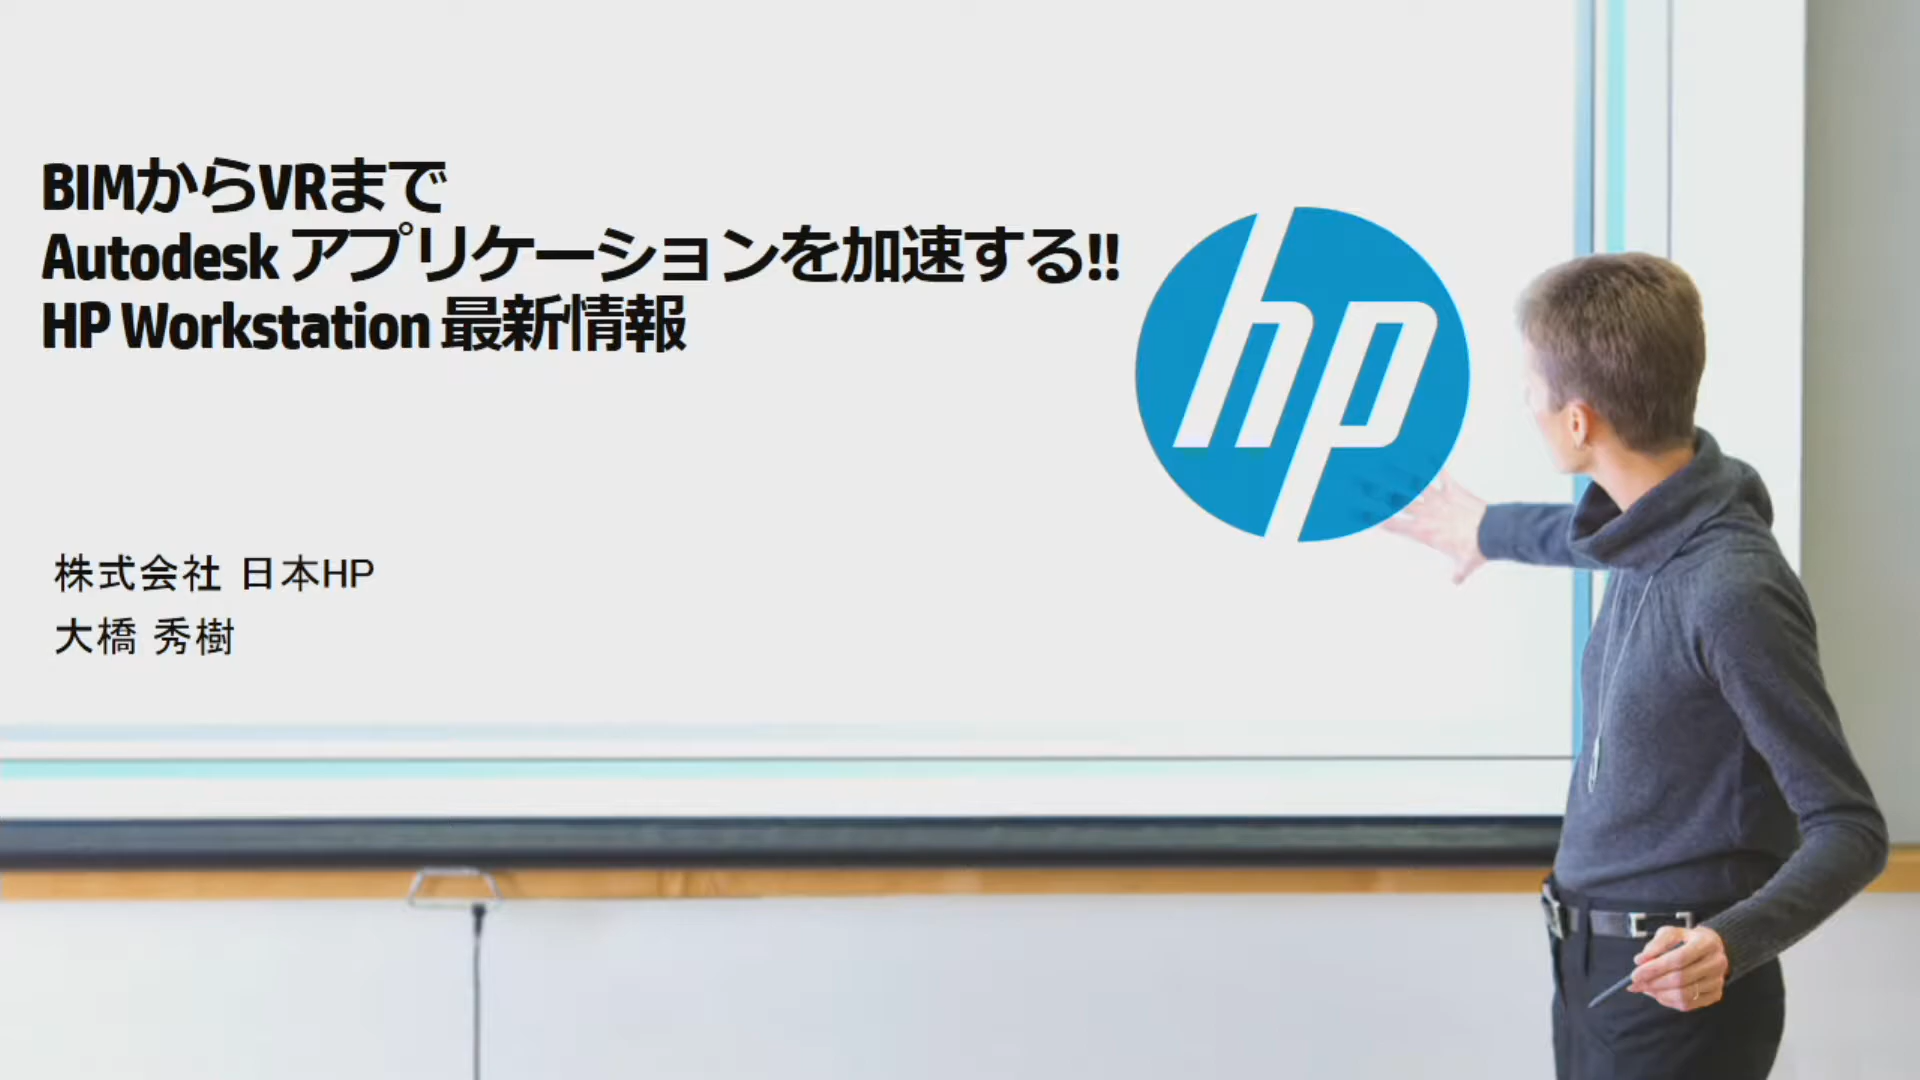 BIMからVRまで
Autodesk アプリケーションを加速する!!
HP Workstation 最新情報
hp
株式会社 日本HP
大橋 秀樹